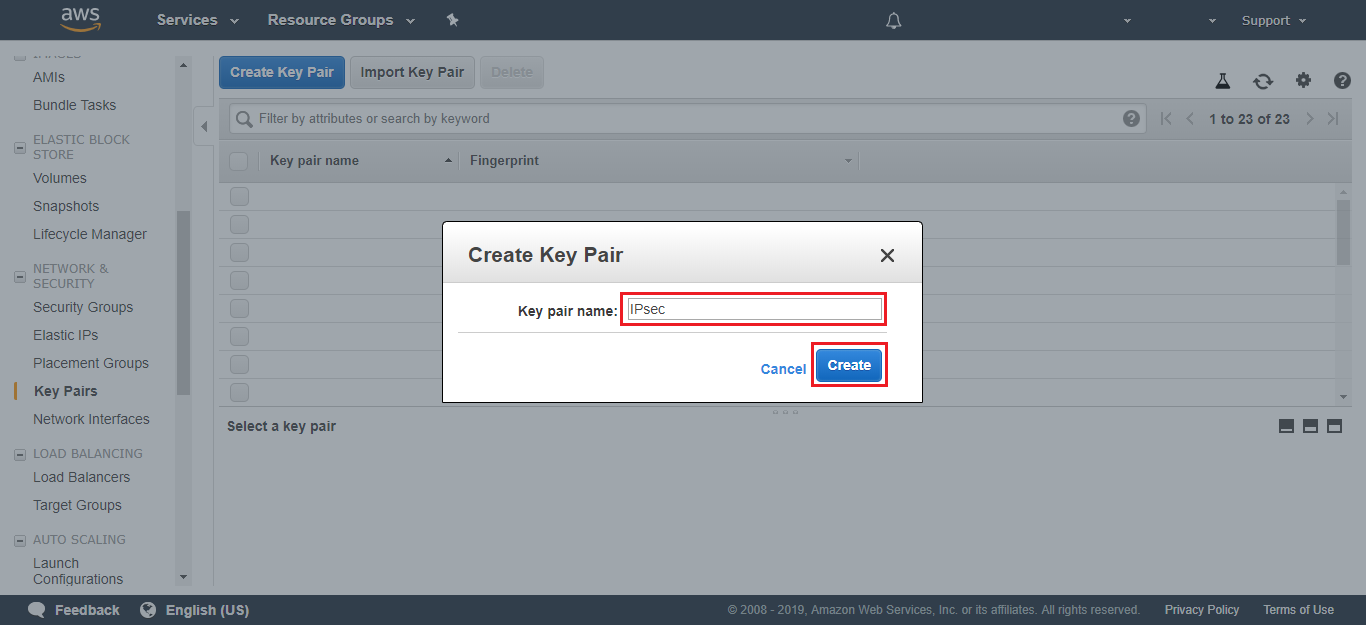 aws
Services
Resource Groups
Support
IMAGES
AMIs
Bundle Tasks
ELASTIC BLOCK
STORE
Volumes
Snapshots
Lifecycle Manager
NETWORK &
SECURITY
Security Groups
Elastic IPs
Placement Groups
Key Pairs
Network Interfaces
LOAD BALANCING
Load Balancers
Target Groups
AUTO SCALING
Launch
Configurations
Create Key Pair
Import Key Pair
Delete
Filter by attributes or search by keyword
1 to 23 of 23
Key pair name
Fingerprint
Create Key Pair
Key pair name:
IPsec
Cancel
Create
Select a key pair
Feedback
English (US)
© 2008 - 2019, Amazon Web Services, Inc. or its affiliates. All rights reserved.
Privacy Policy
Terms of Use